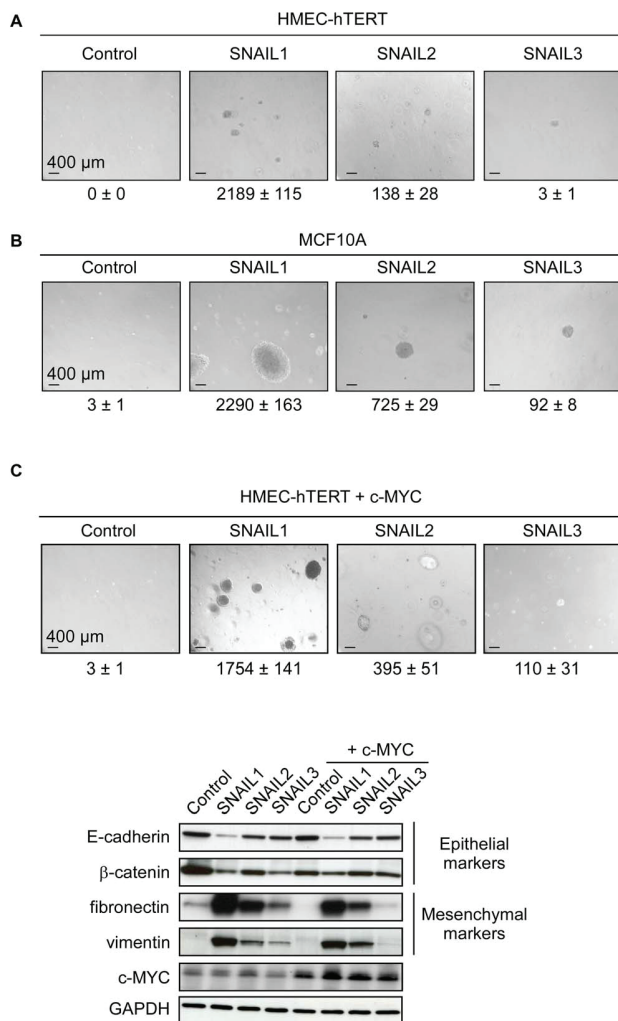 A
HMEC-hTERT
Control SNAIL1 SNAIL2 SNAIL3
400 µm
0 ± 0 2189 ± 115 138 ± 28 3 ± 1
B
MCF10A
Control SNAIL1 SNAIL2 SNAIL3
400 µm
3 ± 1 2290 ± 163 725 ± 29 92 ± 8
C
HMEC-hTERT + c-MYC
Control SNAIL1 SNAIL2 SNAIL3
400 µm
3 ± 1 1754 ± 141 395 ± 51 110 ± 31
+ c-MYC
Control SNAIL1 SNAIL2 SNAIL3 Control SNAIL1 SNAIL2 SNAIL3
E-cadherin
β-catenin
Epithelial
markers
fibronectin
vimentin
Mesenchymal
markers
c-MYC
GAPDH